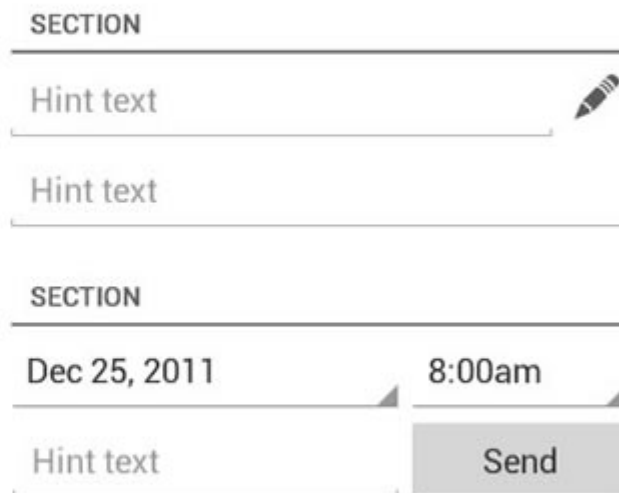 SECTION
Hint text
Hint text
SECTION
Dec 25, 2011 8:00am
Hint text Send